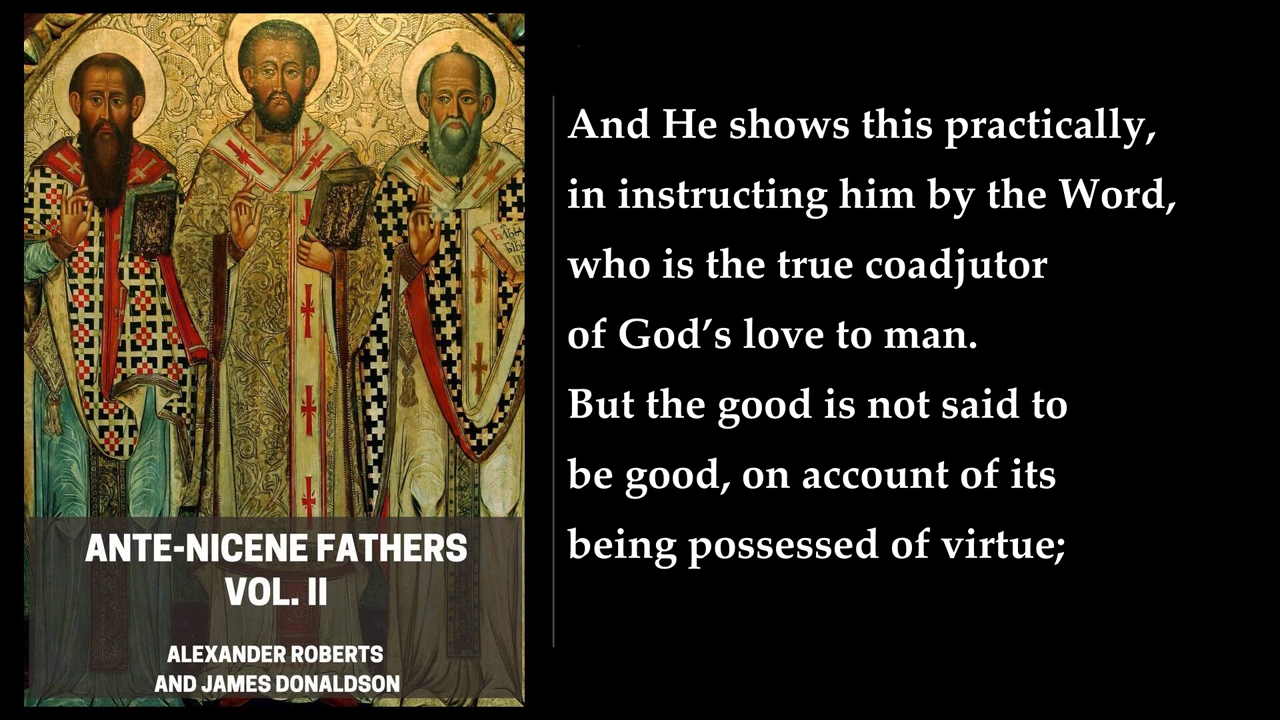 ANTE-NICENE FATHERS
VOL. II
ALEXANDER ROBERTS
AND JAMES DONALDSON
And He shows this practically,
in instructing him by the Word,
who is the true coadjutor
of God’s love to man.
But the good is not said to
be good, on account of its
being possessed of virtue;